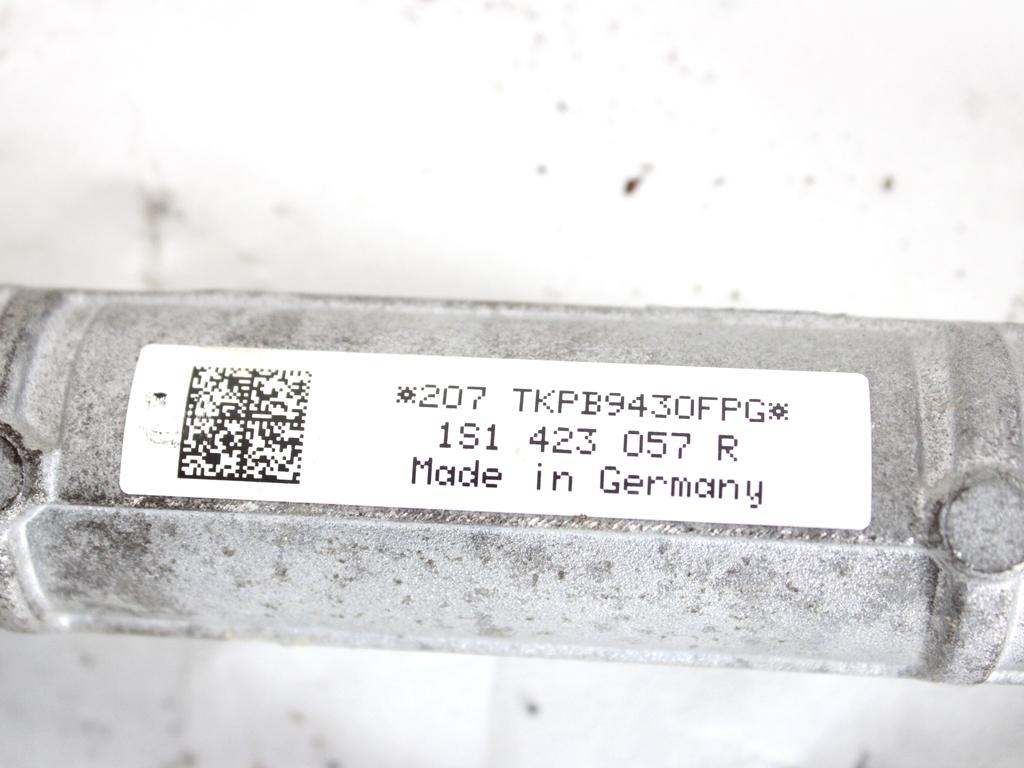 *207 TKPB9430FPG*
1S1 423 057 R
Made in Germany